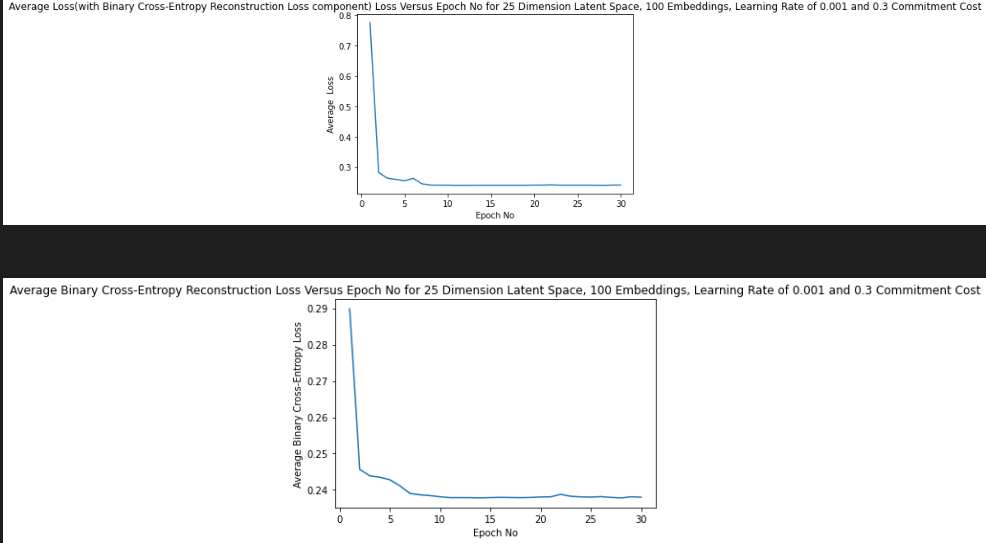 Average Loss(with Binary Cross-Entropy Reconstruction Loss component) Loss Versus Epoch No for 25 Dimension Latent Space, 100 Embeddings, Learning Rate of 0.001 and 0.3 Commitment Cost
0.8
0.7
0.6
0.5
0.4
0.3
Average Loss
0 5 10 15 20 25 30
Epoch No
Average Binary Cross-Entropy Reconstruction Loss Versus Epoch No for 25 Dimension Latent Space, 100 Embeddings, Learning Rate of 0.001 and 0.3 Commitment Cost
0.29
0.28
0.27
0.26
0.25
0.24
Average Binary Cross-Entropy Loss
0 5 10 15 20 25 30
Epoch No